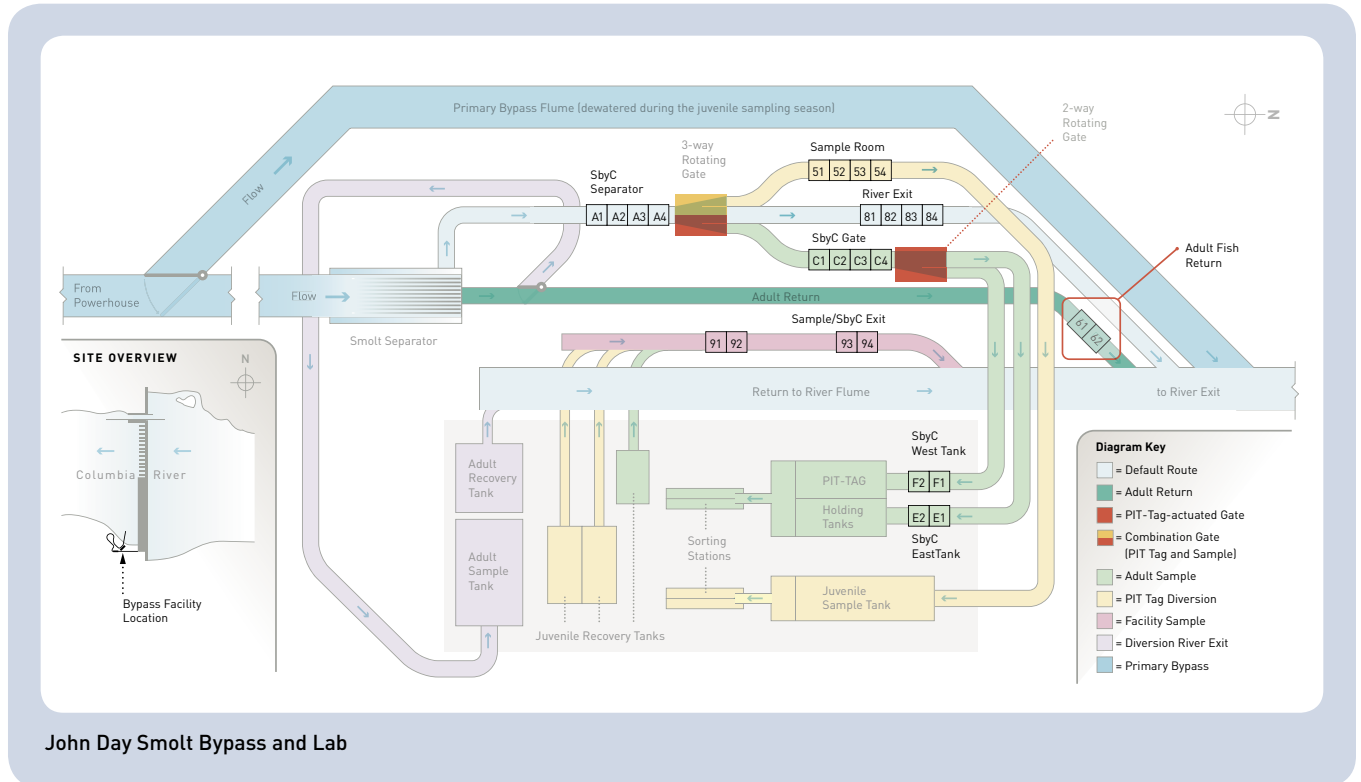 Primary Bypass Flume (dewatered during the juvenile sampling season)
2-way
Rotating
Gate
N
3-way
Rotating
Gate
Sample Room
51 52 53 54
SbyC
Separator
A1 A2 A3 A4
River Exit
81 82 83 84
Flow
SbyC Gate
C1 C2 C3 C4
Adult Fish
Return
From
Powerhouse
Flow
Adult Return
Smolt Separator
Sample/SbyC Exit
91 92
93 94
61 62
SITE OVERVIEW
N
Columbia River
Bypass Facility
Location
Return to River Flume
to River Exit
Adult
Recovery
Tank
Adult
Sample
Tank
Juvenile Recovery Tanks
Sorting
Stations
PIT-TAG
Holding
Tanks
SbyC
West Tank
F2 F1
E2 E1
SbyC
EastTank
Juvenile
Sample Tank
Diagram Key
= Default Route
= Adult Return
= PIT-Tag-actuated Gate
= Combination Gate
(PIT Tag and Sample)
= Adult Sample
= PIT Tag Diversion
= Facility Sample
= Diversion River Exit
= Primary Bypass
John Day Smolt Bypass and Lab